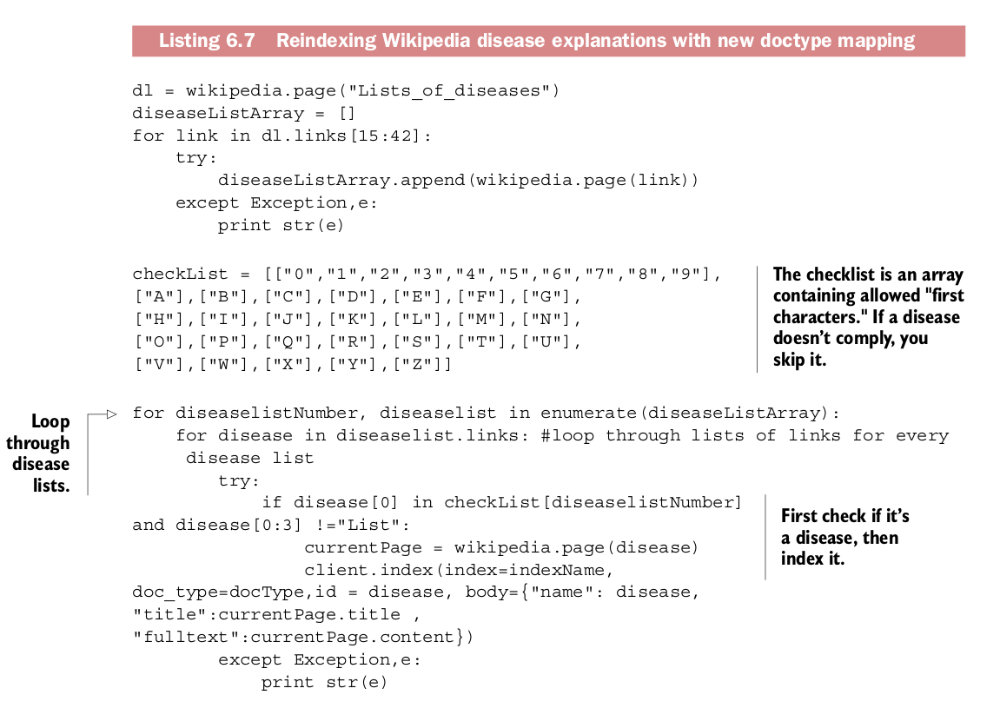 Listing 6.7 Reindexing Wikipedia disease explanations with new doctype mapping
dl = wikipedia.page("Lists_of_diseases")
diseaseListArray = []
for link in dl.links[15:42]:
    try:
        diseaseListArray.append(wikipedia.page(link))
    except Exception,e:
        print str(e)
checkList = [["0","1","2","3","4","5","6","7","8","9"],
["A"],["B"],["C"],["D"],["E"],["F"],["G"],
["H"],["I"],["J"],["K"],["L"],["M"],["N"],
["O"],["P"],["Q"],["R"],["S"],["T"],["U"],
["V"],["W"],["X"],["Y"],["Z"]]
The checklist is an array
containing allowed "first
characters." If a disease
doesn't comply, you
skip it.
Loop
through
disease
lists.
for diseaselistNumber, diseaselist in enumerate(diseaseListArray):
    for disease in diseaselist.links: #loop through lists of links for every
     disease list
        try:
            if disease[0] in checkList[diseaselistNumber]
and disease[0:3] !="List":
                currentPage = wikipedia.page(disease)
                client.index(index=indexName,
doc_type=docType,id = disease, body={"name": disease,
"title":currentPage.title ,
"fulltext":currentPage.content})
        except Exception,e:
            print str(e)
First check if it's
a disease, then
index it.